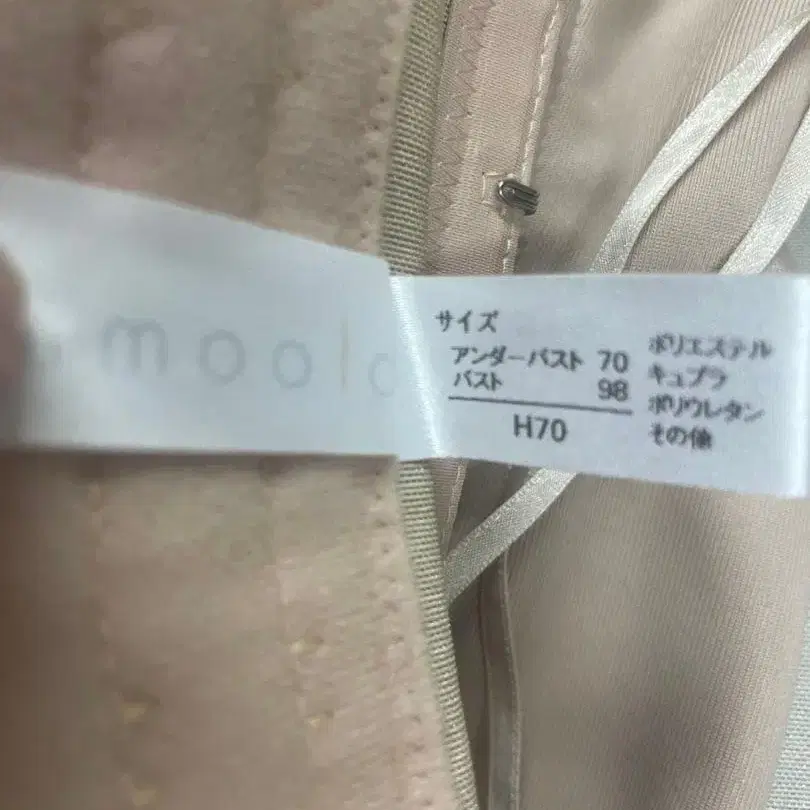 moolo
サイズ
アンダーバスト 70
バスト 98
H70
ポリエステル
キュプラ
ポリウレタン
その他